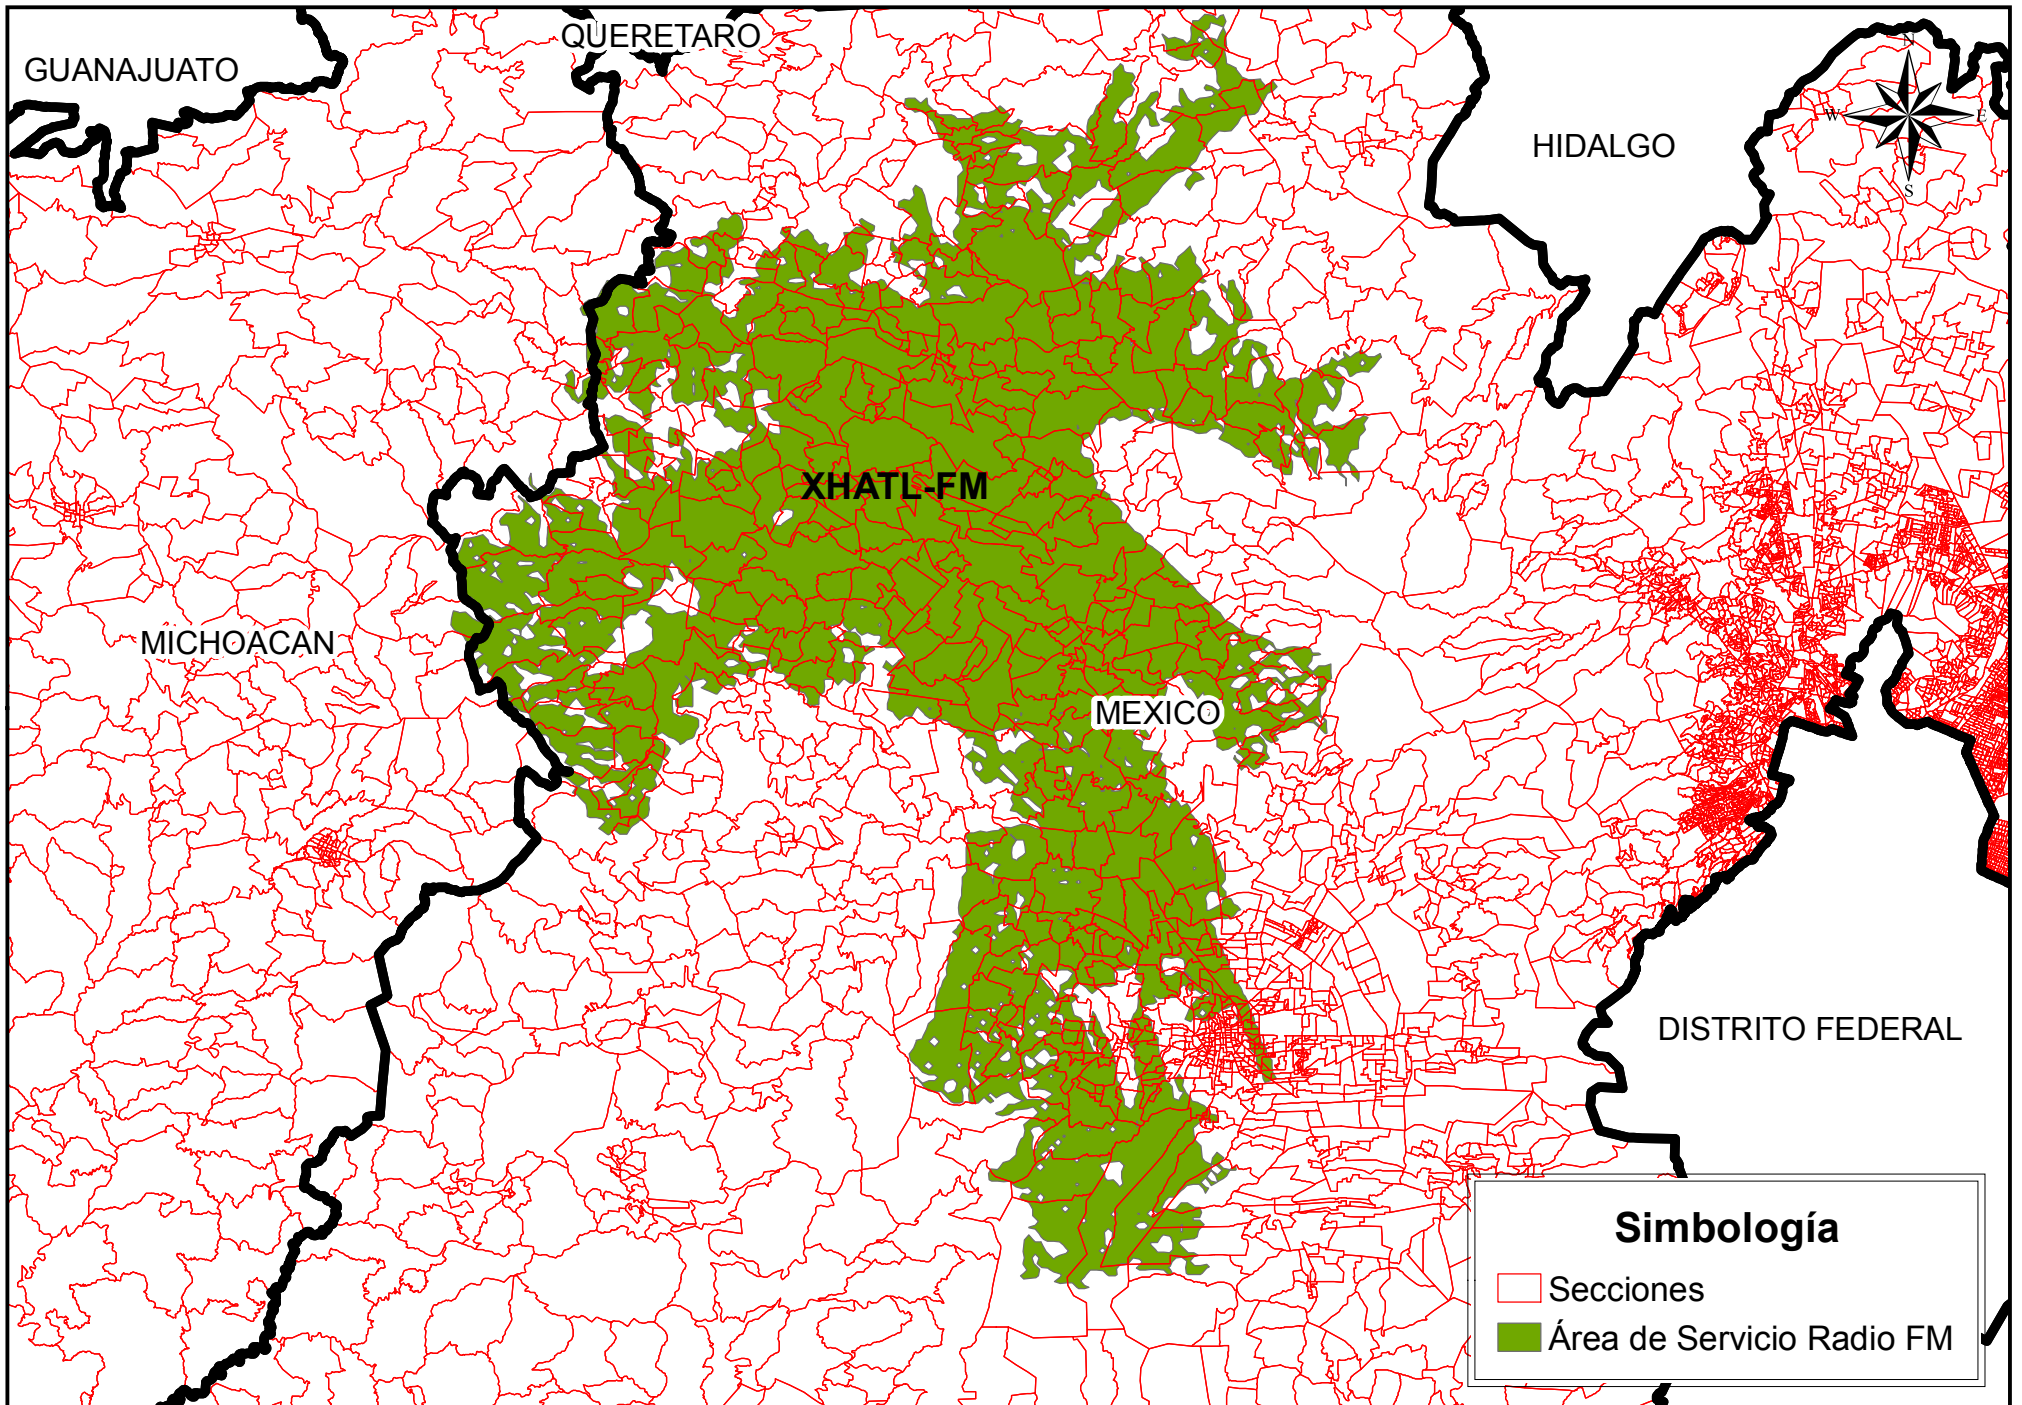 QUERETARO
GUANAJUATO
N
W
E
S
HIDALGO
XHATL-FM
MICHOACAN
MEXICO
DISTRITO FEDERAL
Simbología
Secciones
Área de Servicio Radio FM